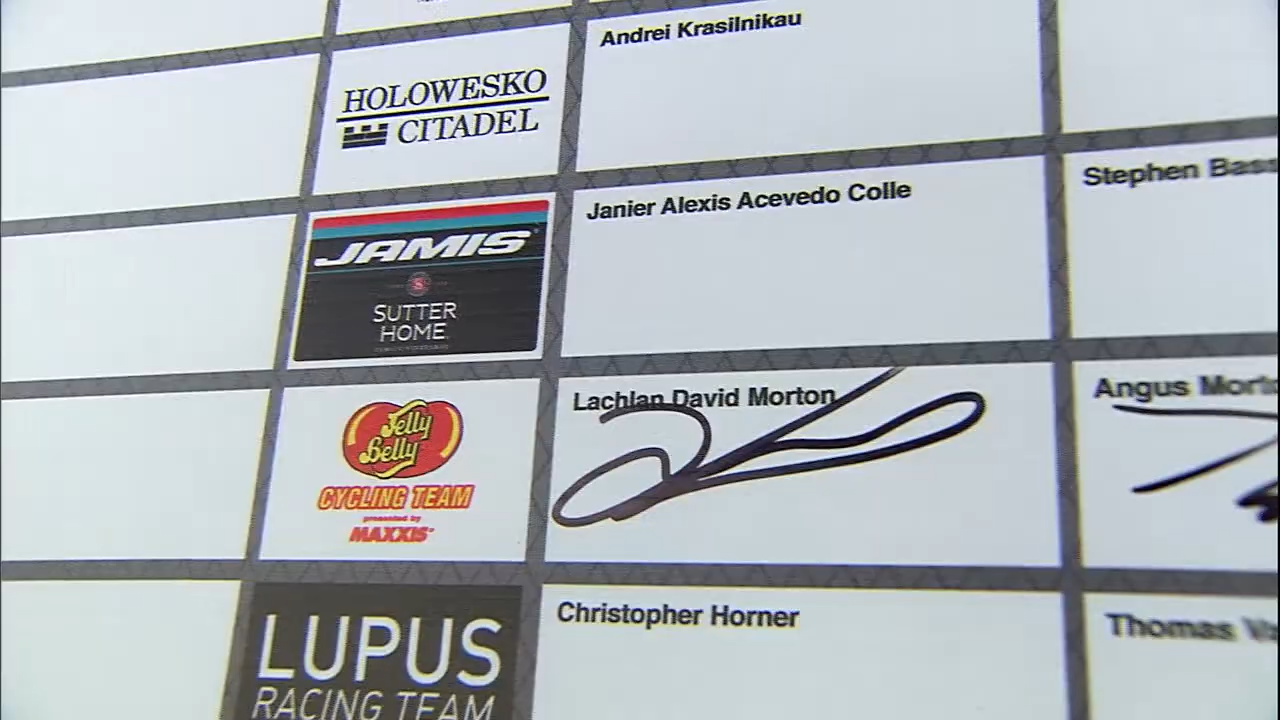 Andrei Krasilnikau
HOLOWESKO
CITADEL
Janier Alexis Acevedo Colle
Stephen
JAMIS
SUTTER
HOME
Lachlan David Morton
Angus
Jelly
Belly
CYCLING TEAM
presented by
MAXXIS
Christopher Horner
Thomas
LUPUS
RACING TEAM